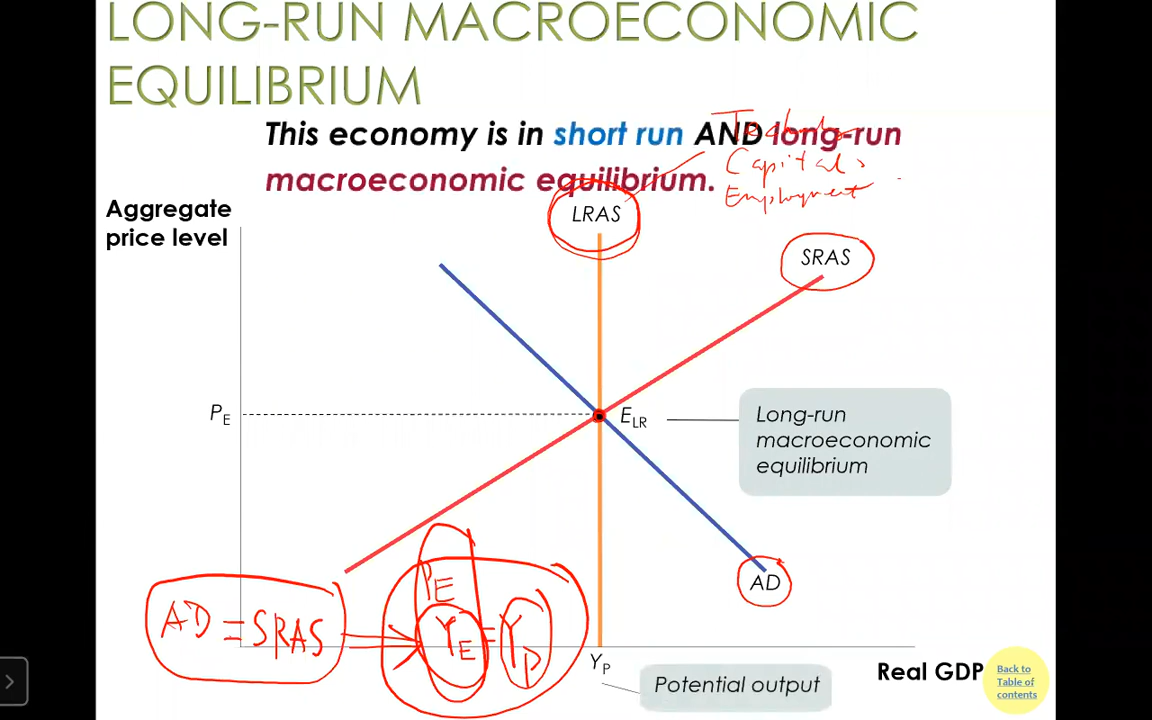 LONG-RUN MACROECONOMIC
EQUILIBRIUM
This economy is in short run AND long-run
macroeconomic equilibrium.
Capital
Employment
Aggregate
price level
LRAS
SRAS
PE
ELR
Long-run
macroeconomic
equilibrium
AD
PE
AD = SRAS
YE = YP
YP
Potential output
Real GDP
Back to
Table of
contents